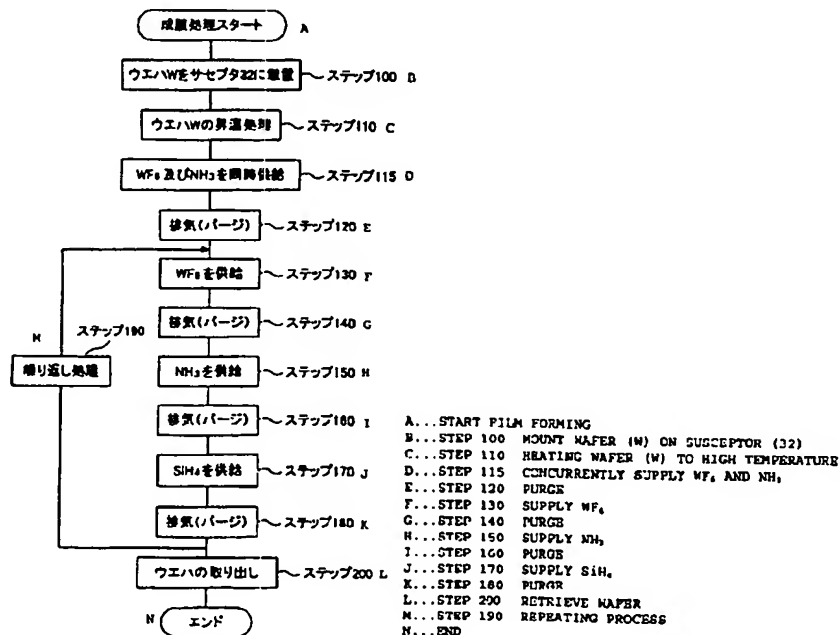 成膜処理スタート A
ウエハWをサセプタ32に載置 ステップ100 B
ウエハWの昇温処理 ステップ110 C
WF₆及びNH₃を同時供給 ステップ115 D
排気(パージ) ステップ120 E
WF₆を供給 ステップ130 F
排気(パージ) ステップ140 G
M ステップ190
繰り返し処理
NH₃を供給 ステップ150 H
排気(パージ) ステップ160 I
SiH₄を供給 ステップ170 J
排気(パージ) ステップ180 K
ウエハの取り出し ステップ200 L
N エンド
A...START FILM FORMING
B...STEP 100 MOUNT WAFER (W) ON SUSCEPTOR (32)
C...STEP 110 HEATING WAFER (W) TO HIGH TEMPERATURE
D...STEP 115 CONCURRENTLY SUPPLY WF₆ AND NH₃
E...STEP 120 PURGE
F...STEP 130 SUPPLY WF₆
G...STEP 140 PURGE
H...STEP 150 SUPPLY NH₃
I...STEP 160 PURGE
J...STEP 170 SUPPLY SiH₄
K...STEP 180 PURGE
L...STEP 200 RETRIEVE WAFER
M...STEP 190 REPEATING PROCESS
N...END